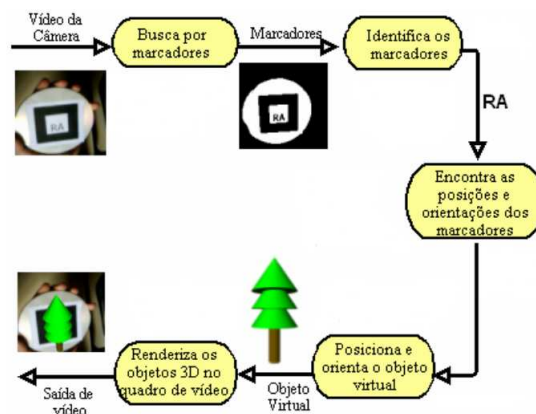 Vídeo da
Câmera
Busca por
marcadores
Marcadores
Identifica os
marcadores
RA
RA
RA
Encontra as
posições e
orientações dos
marcadores
Posiciona e
orienta o objeto
virtual
Objeto
Virtual
Renderiza os
objetos 3D no
quadro de vídeo
Saída de
vídeo